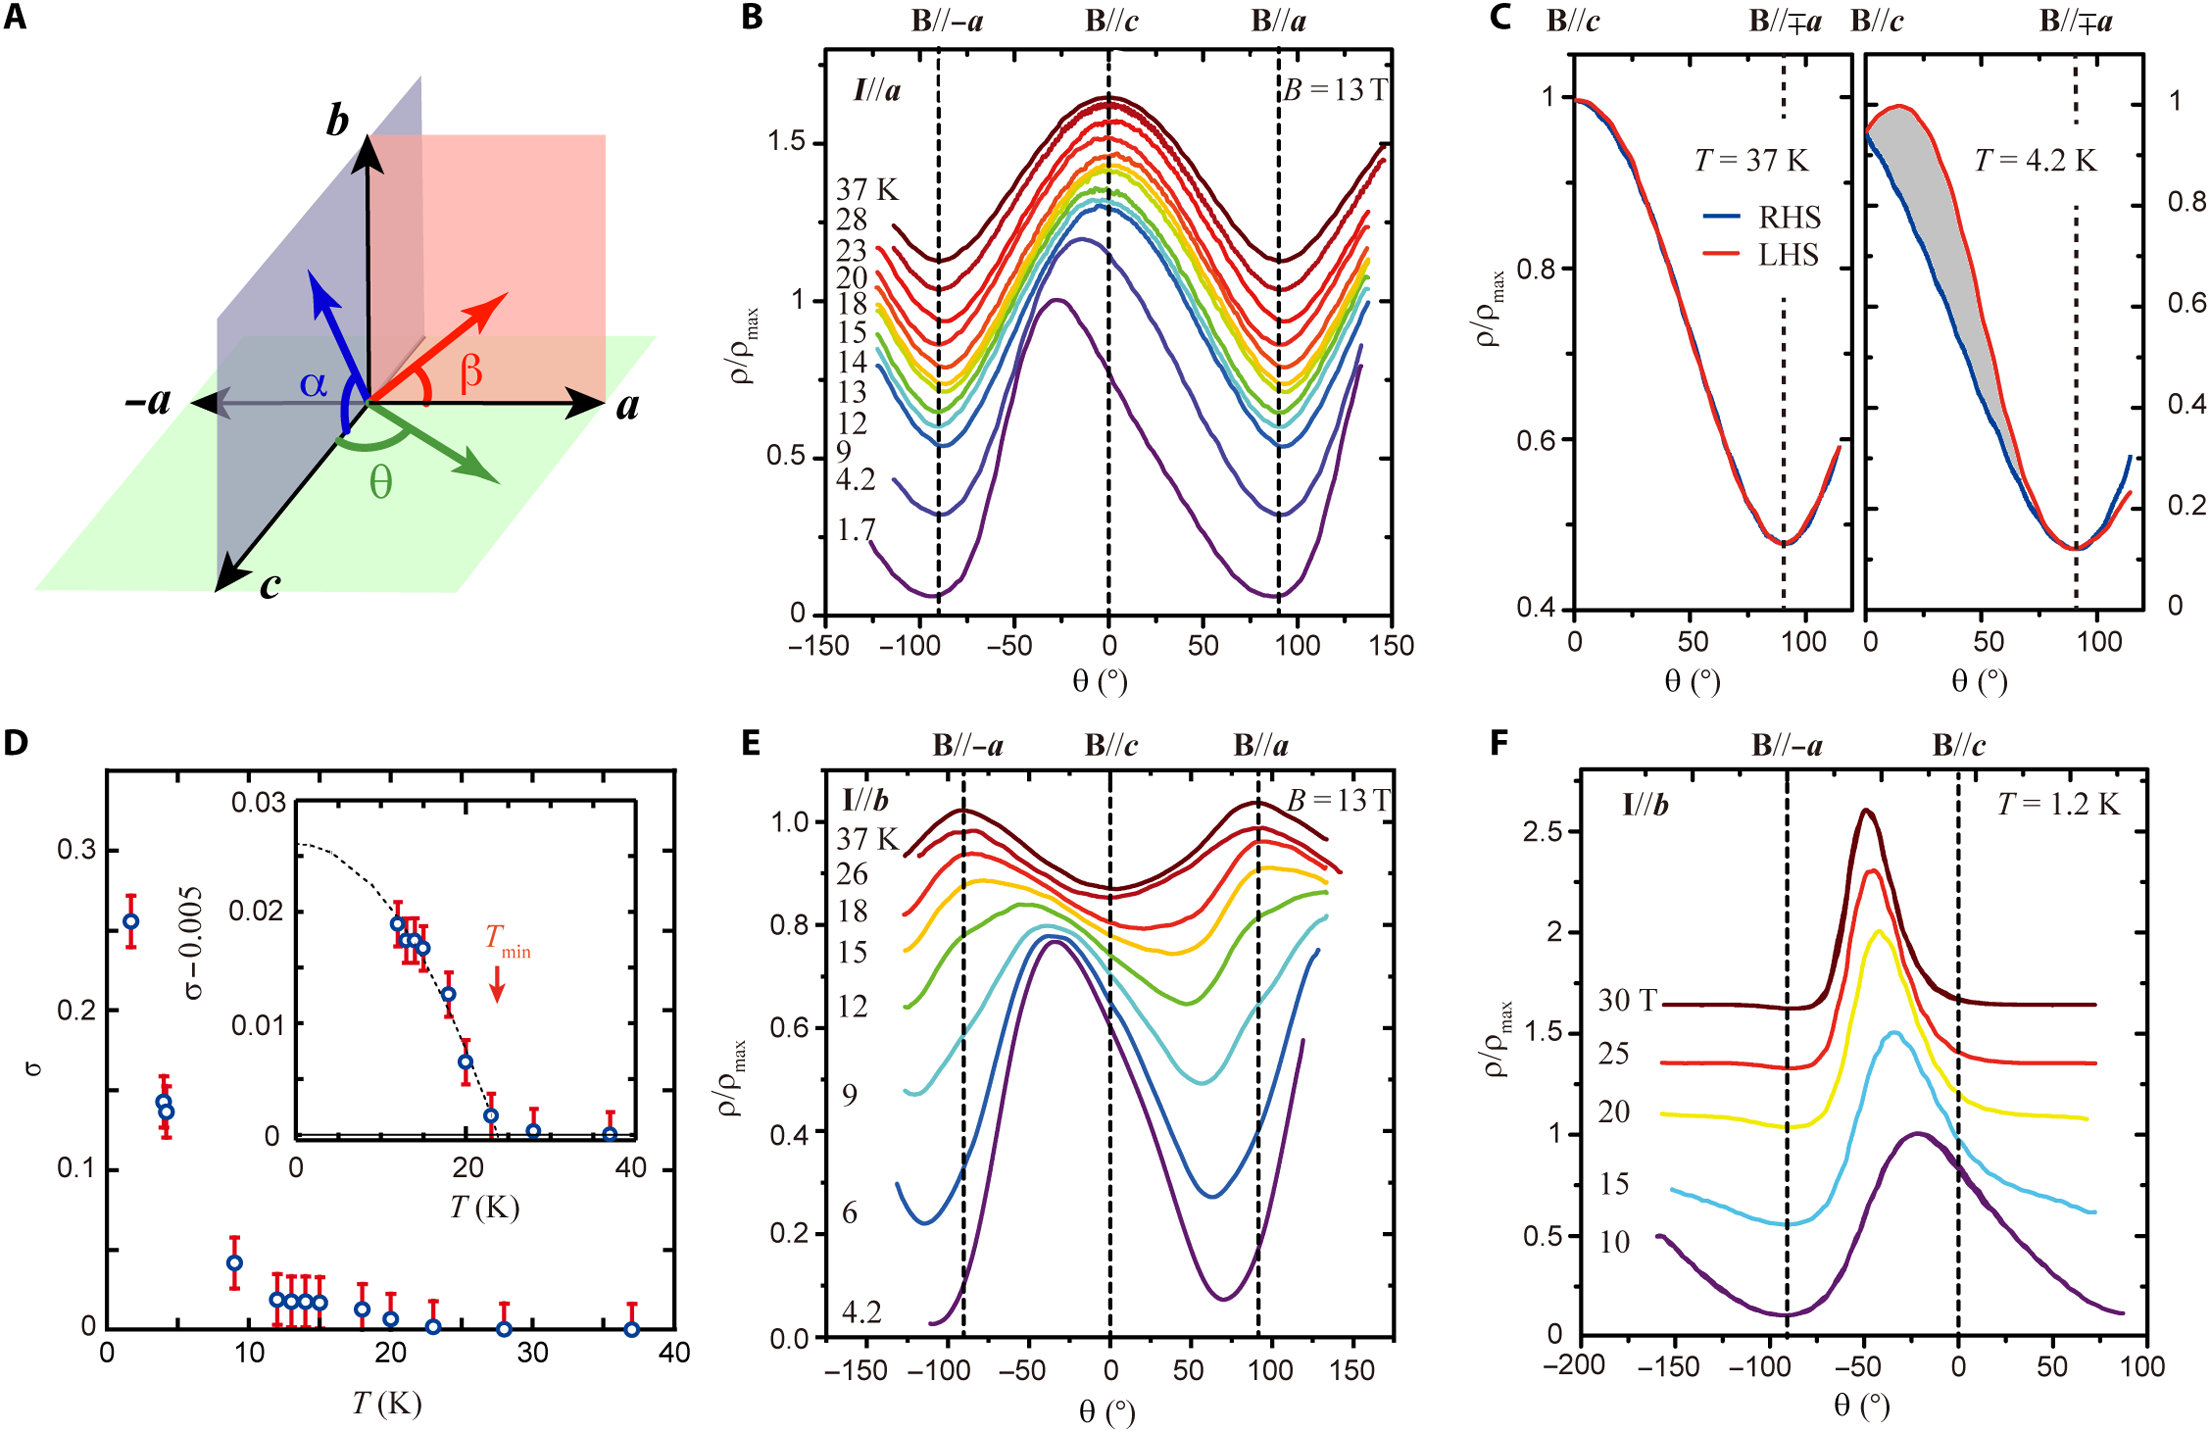 A
b
-a
a
α
β
θ
c
B
B//-a B//c B//a
I//a
B = 13 T
37 K
28
23
20
18
15
14
13
12
9
4.2
1.7
1.5
1
0.5
0
ρ/ρmax
−150 −100 −50 0 50 100 150
θ (°)
C
B//c B//∓a B//c B//∓a
T = 37 K
RHS
LHS
T = 4.2 K
1
0.8
0.6
0.4
ρ/ρmax
1
0.8
0.6
0.4
0.2
0
0 50 100
0 50 100
θ (°)
θ (°)
D
0.3
0.2
0.1
0
σ
0 10 20 30 40
T (K)
0.03
0.02
0.01
0
σ−0.005
Tmin
0 20 40
T (K)
E
B//-a B//c B//a
I//b
B = 13 T
37 K
26
18
15
12
9
6
4.2
1.0
0.8
0.6
0.4
0.2
0.0
ρ/ρmax
−150 −100 −50 0 50 100 150
θ (°)
F
B//-a B//c
I//b
T = 1.2 K
30 T
25
20
15
10
2.5
2
1.5
1
0.5
0
ρ/ρmax
−200 −150 −100 −50 0 50 100
θ (°)